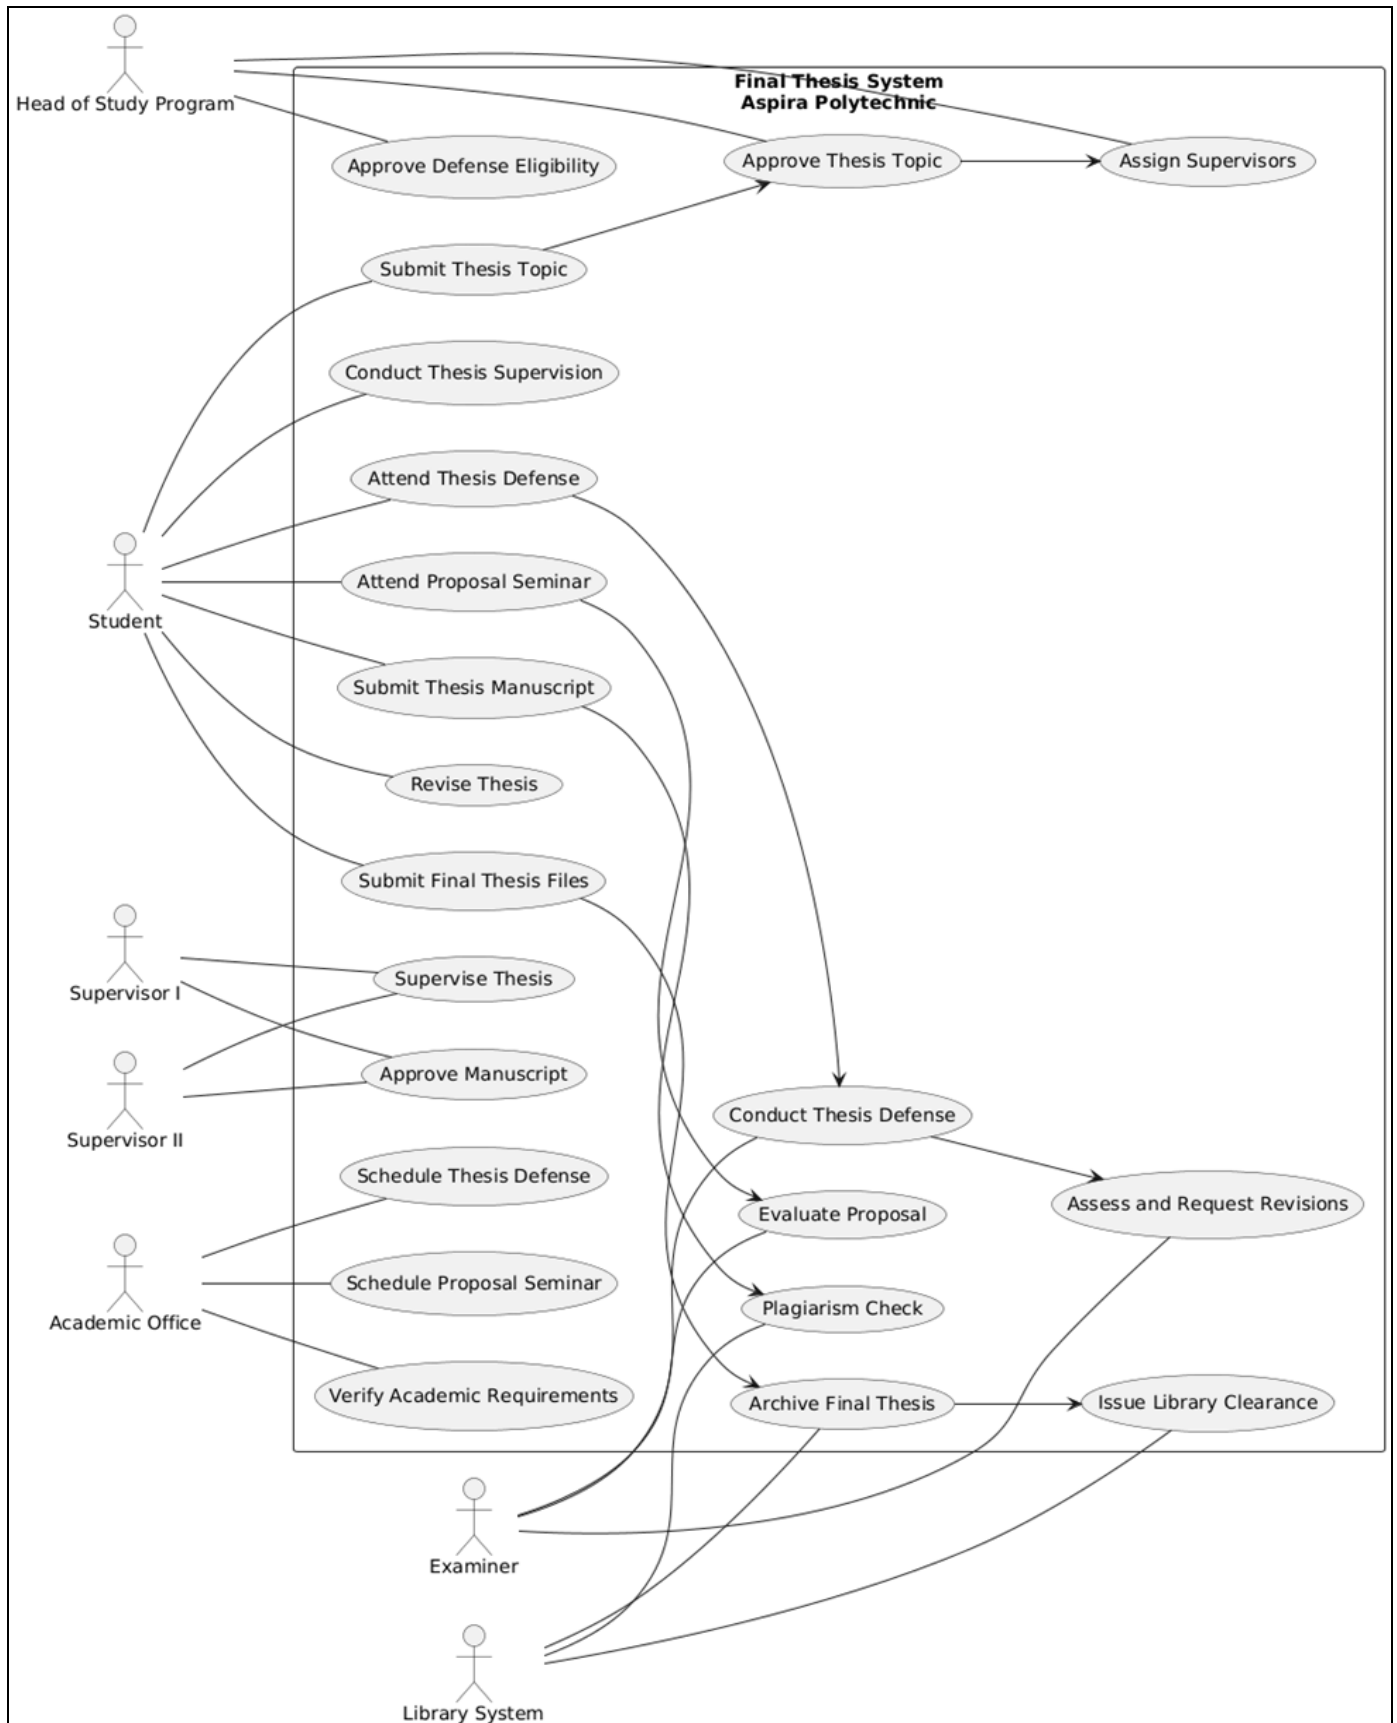 Head of Study Program
Final Thesis System
Aspira Polytechnic
Approve Defense Eligibility
Approve Thesis Topic
Assign Supervisors
Submit Thesis Topic
Conduct Thesis Supervision
Attend Thesis Defense
Attend Proposal Seminar
Student
Submit Thesis Manuscript
Revise Thesis
Submit Final Thesis Files
Supervisor I
Supervise Thesis
Approve Manuscript
Supervisor II
Conduct Thesis Defense
Schedule Thesis Defense
Assess and Request Revisions
Evaluate Proposal
Schedule Proposal Seminar
Academic Office
Plagiarism Check
Verify Academic Requirements
Archive Final Thesis
Issue Library Clearance
Examiner
Library System